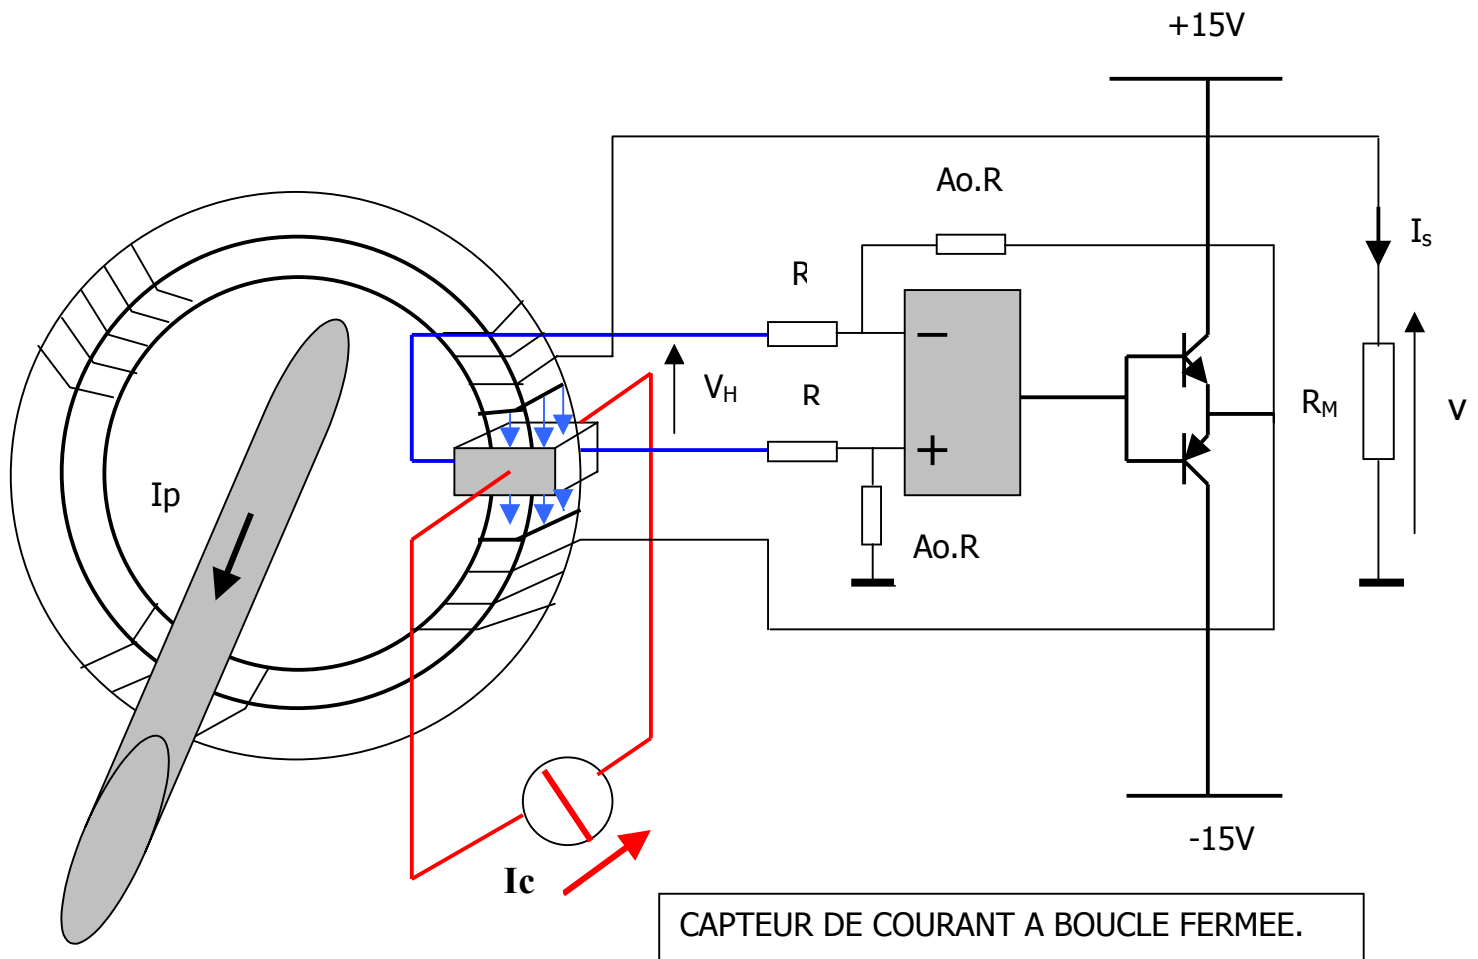 +15V
Ao.R
Is
R
VH
R
RM
V
Ip
Ao.R
-15V
Ic
CAPTEUR DE COURANT A BOUCLE FERMEE.